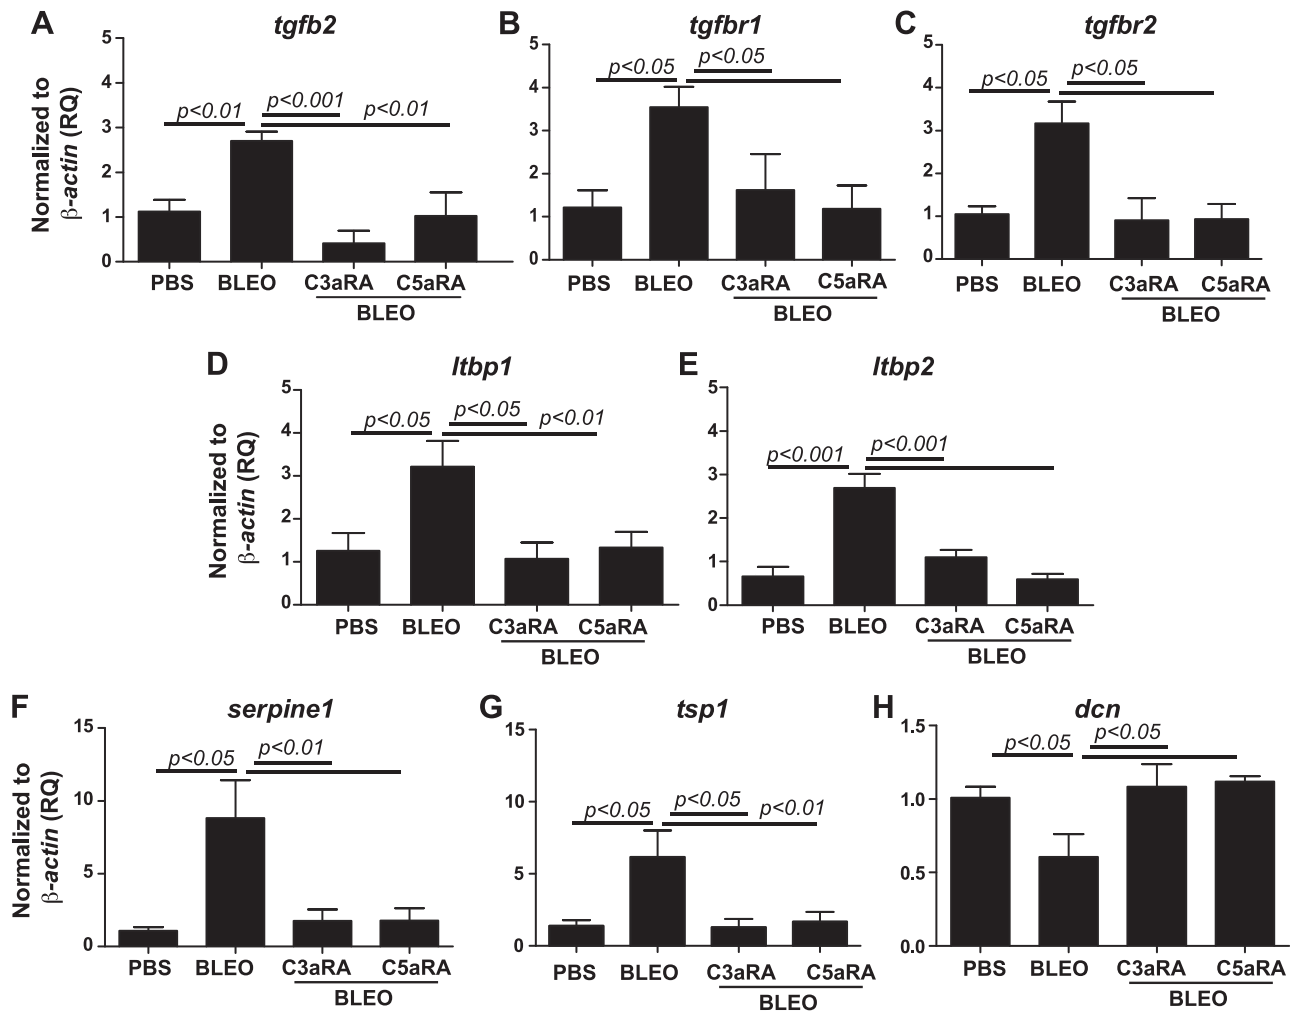 A
tgfb2
Normalized to
β-actin (RQ)
5
4
3
2
1
0
p<0.01
p<0.001
p<0.01
PBS
BLEO
C3aRA
C5aRA
BLEO
B
tgfbr1
5
4
3
2
1
0
p<0.05
p<0.05
PBS
BLEO
C3aRA
C5aRA
BLEO
C
tgfbr2
5
4
3
2
1
0
p<0.05
p<0.05
PBS
BLEO
C3aRA
C5aRA
BLEO
D
ltbp1
Normalized to
β-actin (RQ)
5
4
3
2
1
0
p<0.05
p<0.05
p<0.01
PBS
BLEO
C3aRA
C5aRA
BLEO
E
ltbp2
5
4
3
2
1
0
p<0.001
p<0.001
PBS
BLEO
C3aRA
C5aRA
BLEO
F
serpine1
Normalized to
β-actin (RQ)
15
10
5
0
p<0.05
p<0.01
PBS
BLEO
C3aRA
C5aRA
BLEO
G
tsp1
15
10
5
0
p<0.05
p<0.05
p<0.01
PBS
BLEO
C3aRA
C5aRA
BLEO
H
dcn
1.5
1.0
0.5
0.0
p<0.05
p<0.05
PBS
BLEO
C3aRA
C5aRA
BLEO